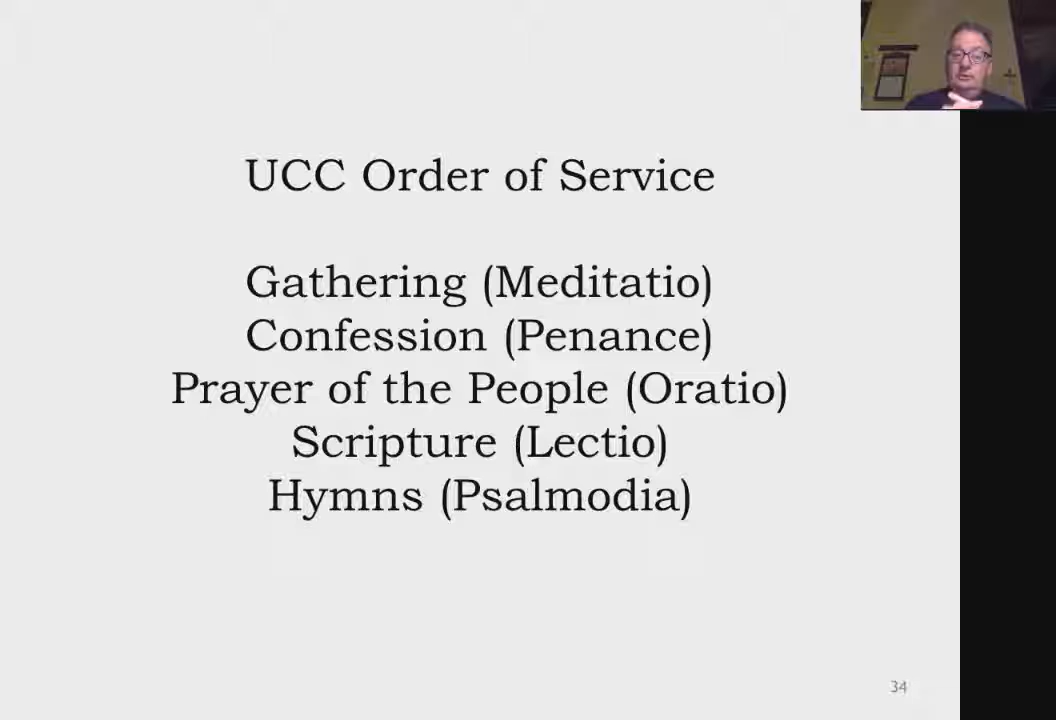 UCC Order of Service
Gathering (Meditatio)
Confession (Penance)
Prayer of the People (Oratio)
Scripture (Lectio)
Hymns (Psalmodia)
34